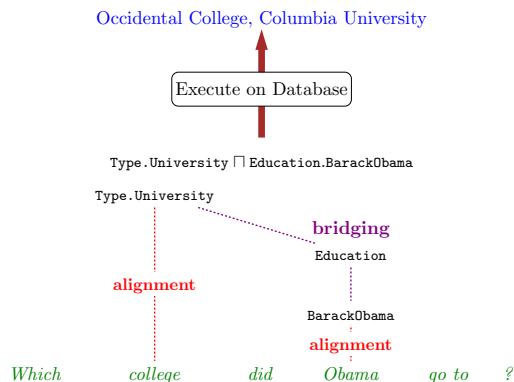 Occidental College, Columbia University
Execute on Database
Type.University ⊓ Education.BarackObama
Type.University
bridging
Education
alignment
BarackObama
alignment
Which college did Obama go to ?